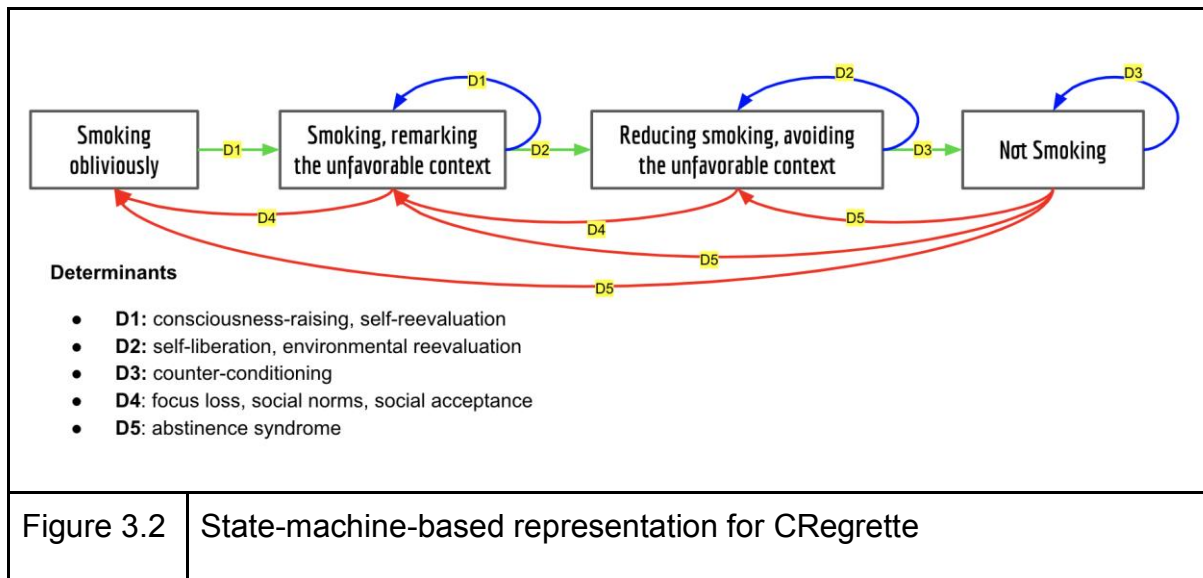 D1
D2
D3
Smoking
obliviously
D1
Smoking, remarking
the unfavorable context
D2
Reducing smoking, avoiding
the unfavorable context
D3
Not Smoking
D4
D4
D5
D5
D5
Determinants
● D1: consciousness-raising, self-reevaluation
● D2: self-liberation, environmental reevaluation
● D3: counter-conditioning
● D4: focus loss, social norms, social acceptance
● D5: abstinence syndrome
Figure 3.2 State-machine-based representation for CRegrette